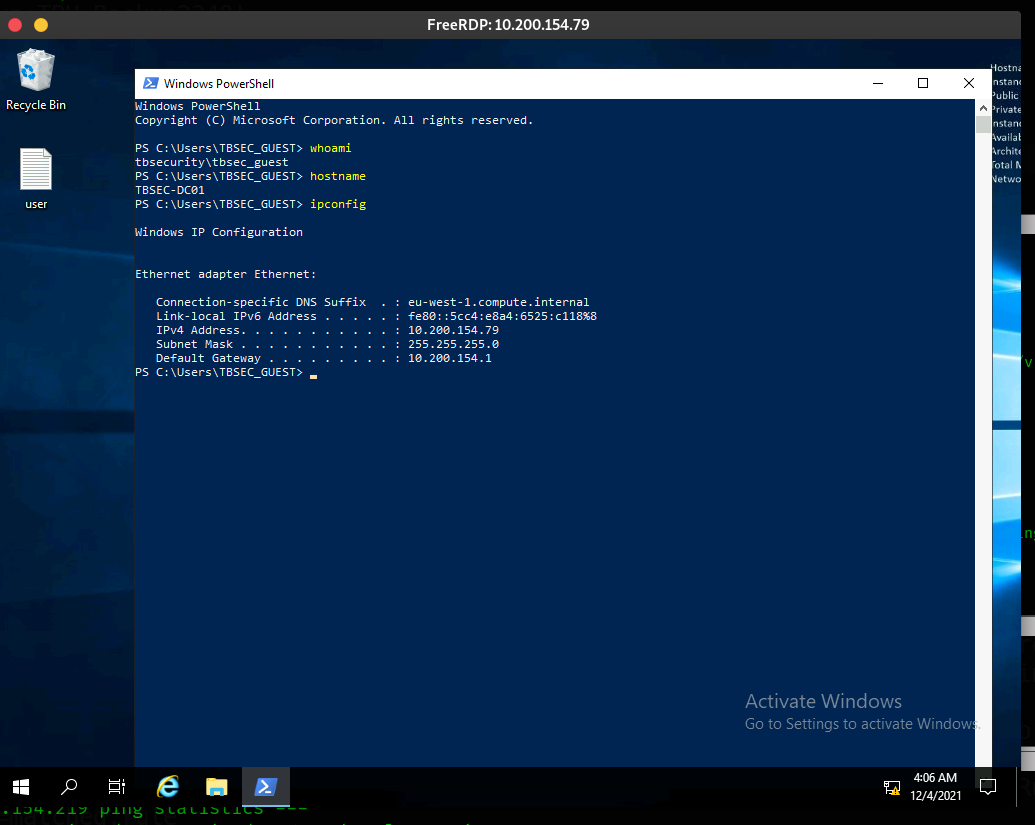 FreeRDP: 10.200.154.79
Recycle Bin
user
Windows PowerShell
Windows PowerShell
Copyright (C) Microsoft Corporation. All rights reserved.
PS C:\Users\TBSEC_GUEST> whoami
tbsecurity\tbsec_guest
PS C:\Users\TBSEC_GUEST> hostname
TBSEC-DC01
PS C:\Users\TBSEC_GUEST> ipconfig
Windows IP Configuration
Ethernet adapter Ethernet:
Connection-specific DNS Suffix . : eu-west-1.compute.internal
Link-local IPv6 Address . . . . . : fe80::5cc4:e8a4:6525:c118%8
IPv4 Address. . . . . . . . . . . : 10.200.154.79
Subnet Mask . . . . . . . . . . . : 255.255.255.0
Default Gateway . . . . . . . . . : 10.200.154.1
PS C:\Users\TBSEC_GUEST>
Hostna
nstanc
Public
Private
nstanc
Availab
Archite
Total M
Netwo
Activate Windows
Go to Settings to activate Windows.
4:06 AM
12/4/2021
.154.219 ping statistics ---